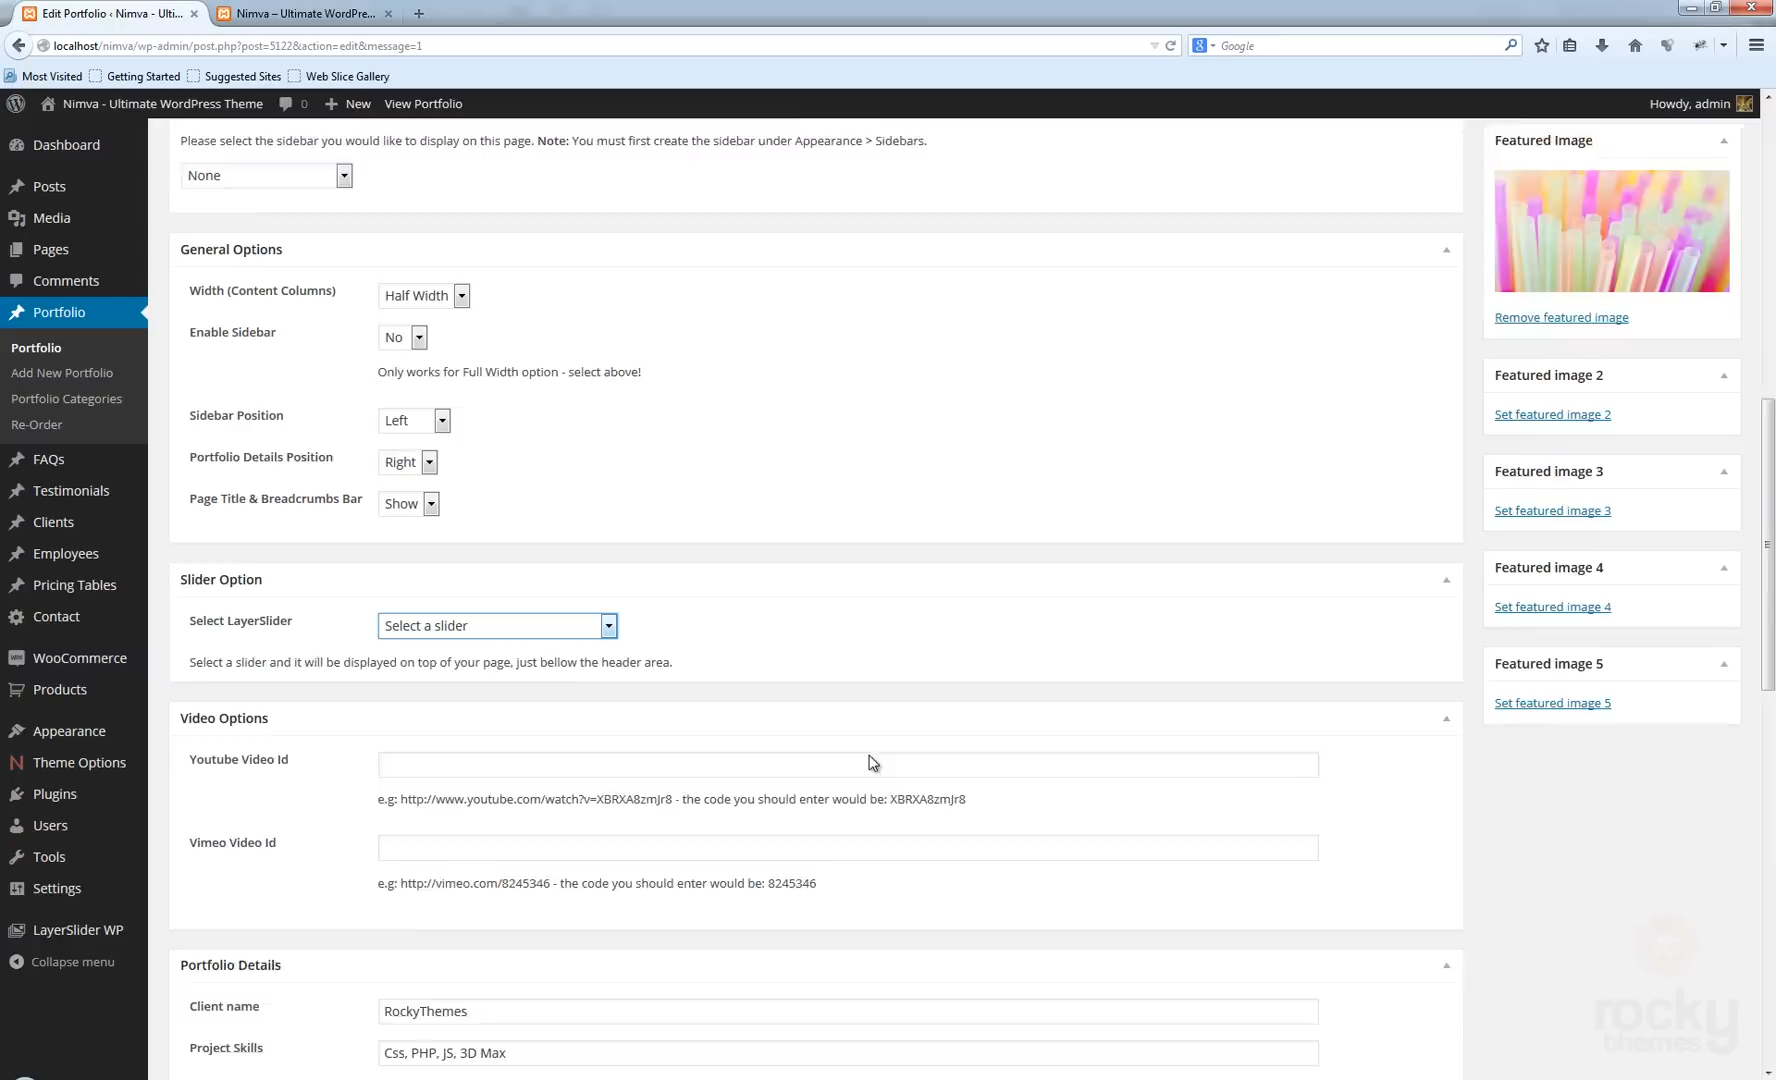 Edit Portfolio ‹ Nimva - Ulti...
Nimva – Ultimate WordPre...
localhost/nimva/wp-admin/post.php?post=5122&action=edit&message=1
Google
Most Visited
Getting Started
Suggested Sites
Web Slice Gallery
Nimva - Ultimate WordPress Theme
0
New
View Portfolio
Howdy, admin
Dashboard
Posts
Media
Pages
Comments
Portfolio
Portfolio
Add New Portfolio
Portfolio Categories
Re-Order
FAQs
Testimonials
Clients
Employees
Pricing Tables
Contact
WooCommerce
Products
Appearance
Theme Options
Plugins
Users
Tools
Settings
LayerSlider WP
Collapse menu
Please select the sidebar you would like to display on this page. Note: You must first create the sidebar under Appearance > Sidebars.
None
General Options
Width (Content Columns)
Half Width
Enable Sidebar
No
Only works for Full Width option - select above!
Sidebar Position
Left
Portfolio Details Position
Right
Page Title & Breadcrumbs Bar
Show
Slider Option
Select LayerSlider
Select a slider
Select a slider and it will be displayed on top of your page, just bellow the header area.
Video Options
Youtube Video Id
e.g: http://www.youtube.com/watch?v=XBRXA8zmJr8 - the code you should enter would be: XBRXA8zmJr8
Vimeo Video Id
e.g: http://vimeo.com/8245346 - the code you should enter would be: 8245346
Portfolio Details
Client name
RockyThemes
Project Skills
Css, PHP, JS, 3D Max
Featured Image
Remove featured image
Featured image 2
Set featured image 2
Featured image 3
Set featured image 3
Featured image 4
Set featured image 4
Featured image 5
Set featured image 5
rocky
themes